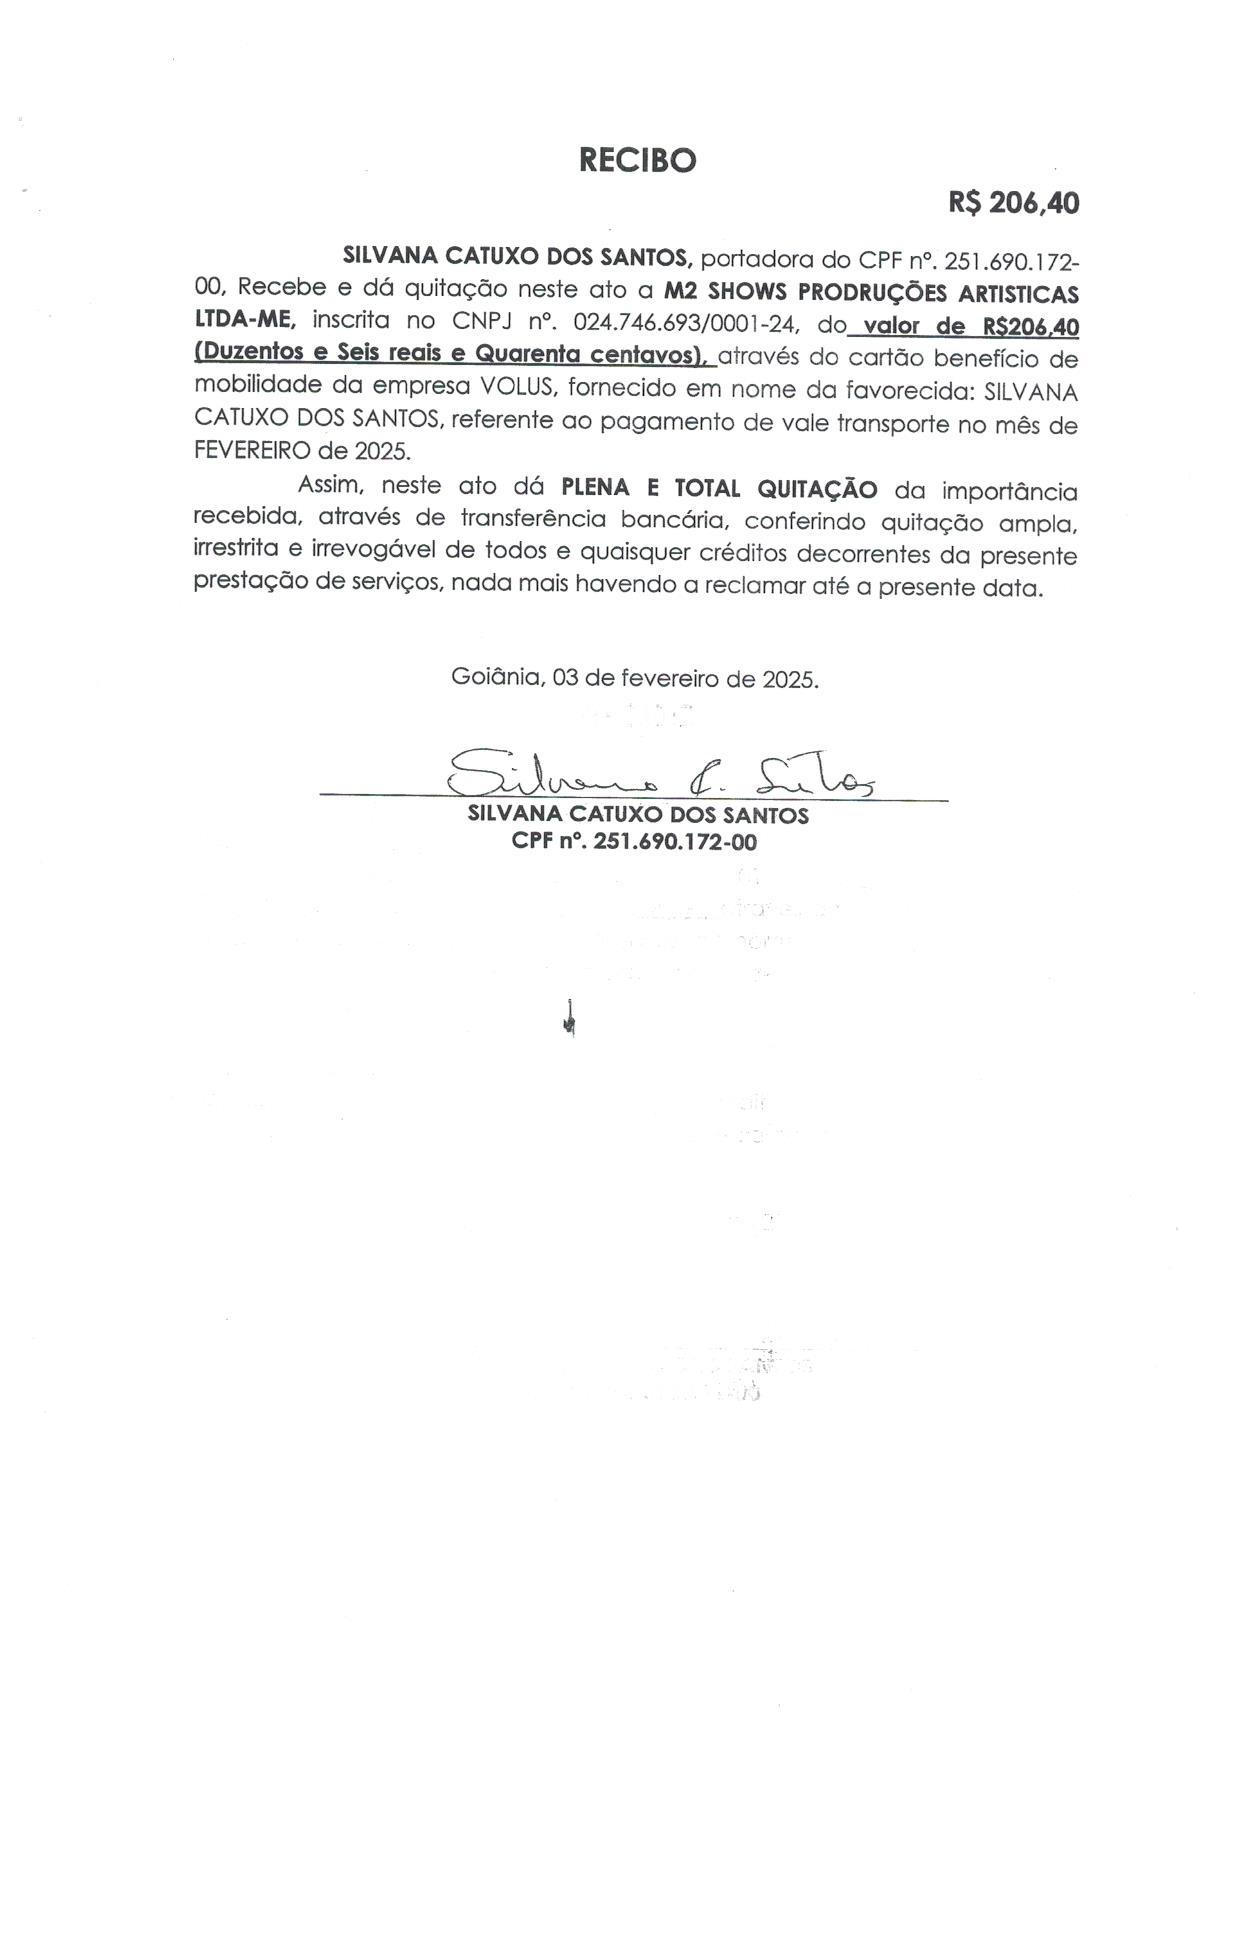 RECIBO
R$ 206,40
SILVANA CATUXO DOS SANTOS, portadora do CPF nº. 251.690.172-
00, Recebe e dá quitação neste ato a M2 SHOWS PRODRUÇÕES ARTISTICAS
LTDA-ME, inscrita no CNPJ nº. 024.746.693/0001-24, do valor de R$206,40
(Duzentos e Seis reais e Quarenta centavos), através do cartão benefício de
mobilidade da empresa VOLUS, fornecido em nome da favorecida: SILVANA
CATUXO DOS SANTOS, referente ao pagamento de vale transporte no mês de
FEVEREIRO de 2025.
Assim, neste ato dá PLENA E TOTAL QUITAÇÃO da importância
recebida, através de transferência bancária, conferindo quitação ampla,
irrestrita e irrevogável de todos e quaisquer créditos decorrentes da presente
prestação de serviços, nada mais havendo a reclamar até a presente data.
Goiânia, 03 de fevereiro de 2025.
Silvana C. Santos
SILVANA CATUXO DOS SANTOS
CPF nº. 251.690.172-00